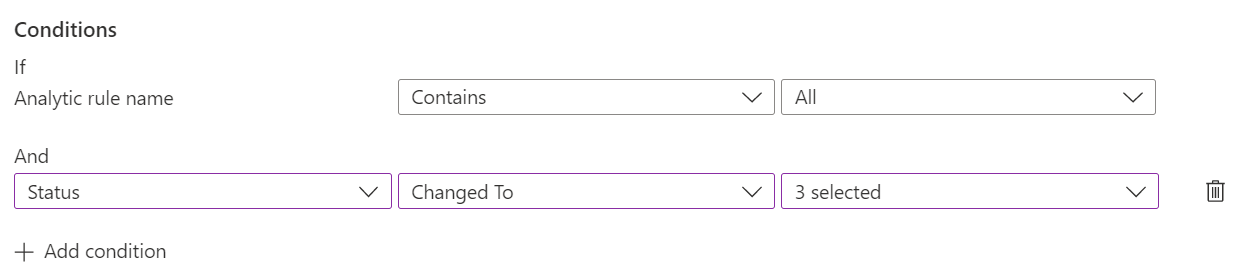 Conditions
If
Analytic rule name Contains All
And
Status Changed To 3 selected
Add condition